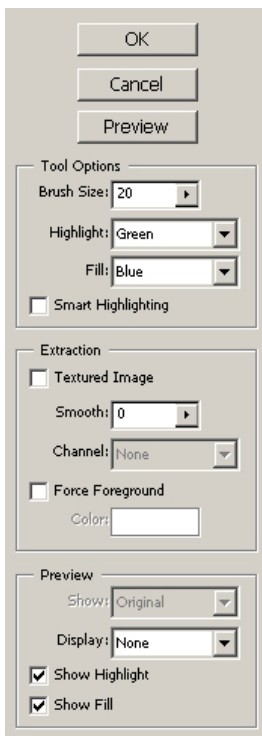 OK
Cancel
Preview
Tool Options
Brush Size: 20
Highlight: Green
Fill: Blue
Smart Highlighting
Extraction
Textured Image
Smooth: 0
Channel: None
Force Foreground
Color:
Preview
Show: Original
Display: None
Show Highlight
Show Fill